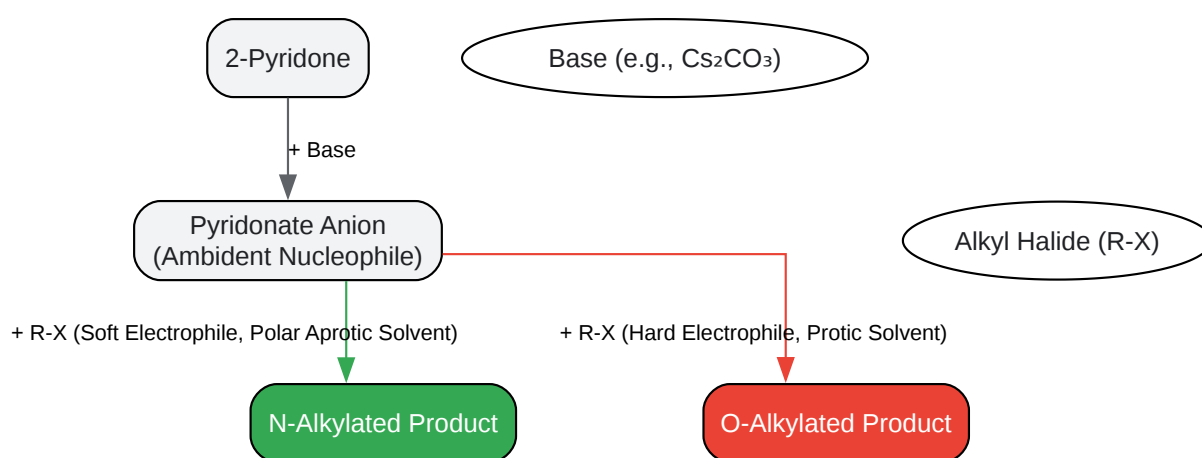 2-Pyridone
Base (e.g., Cs₂CO₃)
+ Base
Pyridonate Anion
(Ambident Nucleophile)
Alkyl Halide (R-X)
+ R-X (Soft Electrophile, Polar Aprotic Solvent)
+ R-X (Hard Electrophile, Protic Solvent)
N-Alkylated Product
O-Alkylated Product